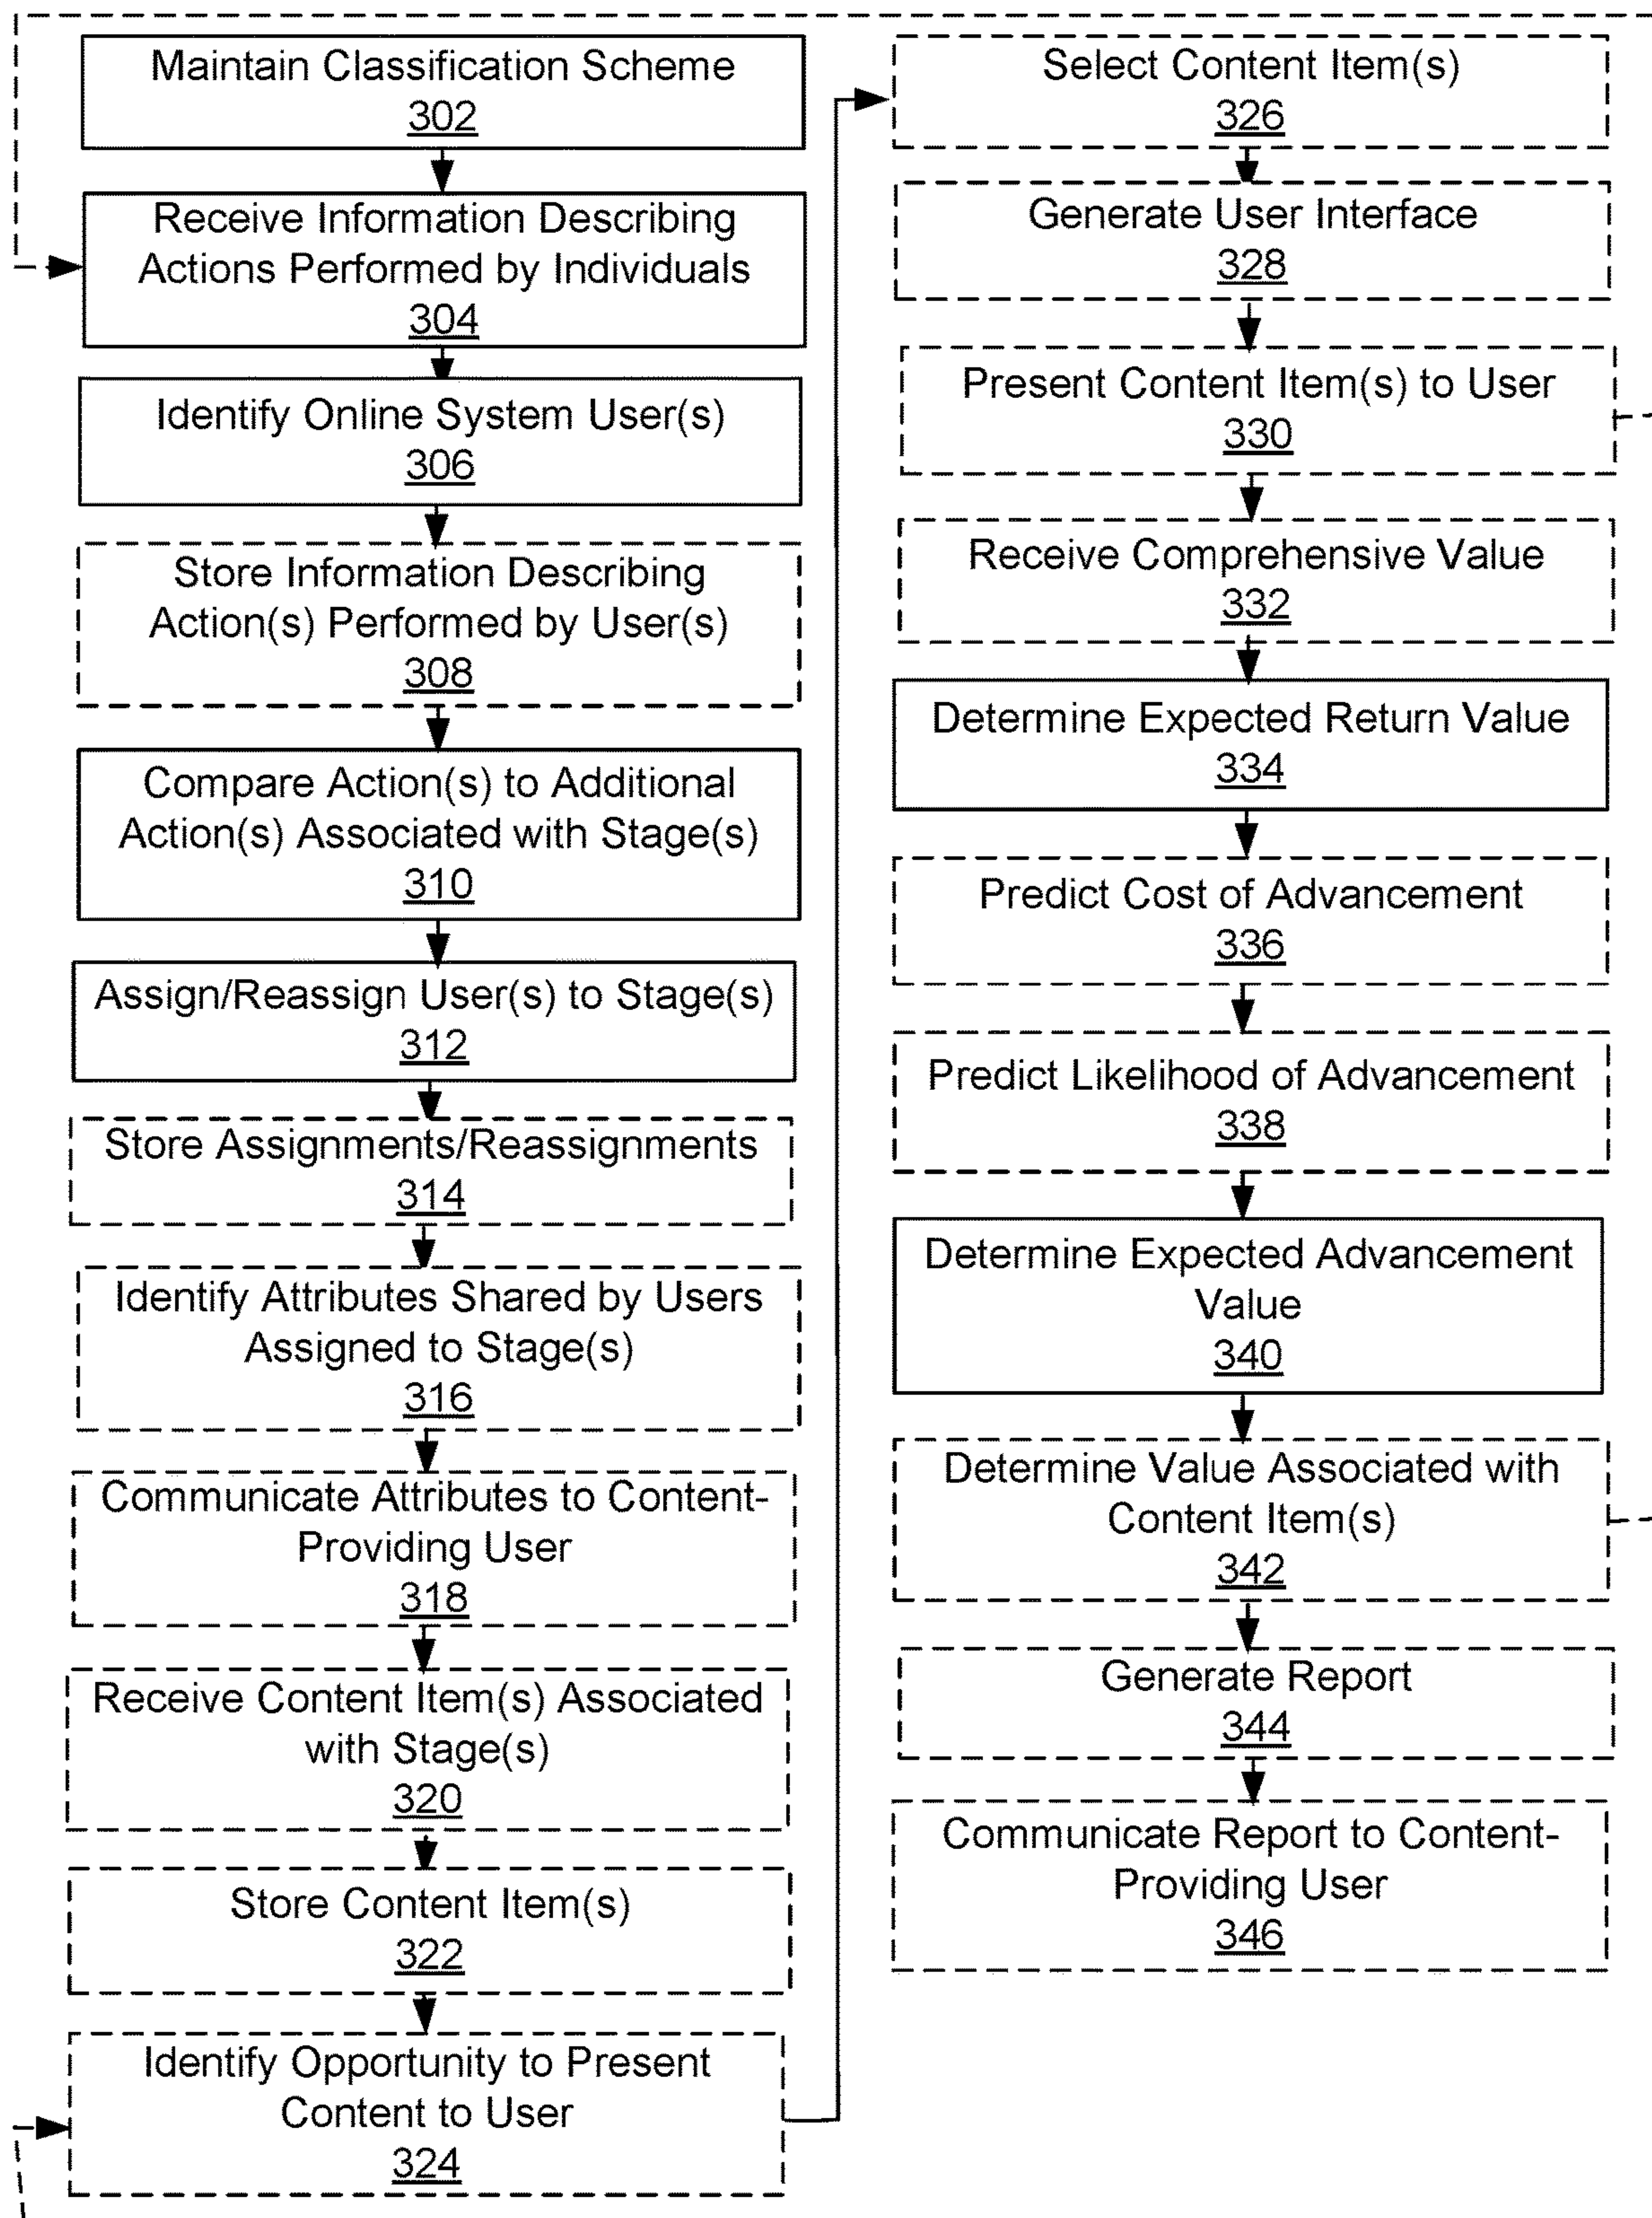 Maintain Classification Scheme
302
Receive Information Describing
Actions Performed by Individuals
304
Identify Online System User(s)
306
Store Information Describing
Action(s) Performed by User(s)
308
Compare Action(s) to Additional
Action(s) Associated with Stage(s)
310
Assign/Reassign User(s) to Stage(s)
312
Store Assignments/Reassignments
314
Identify Attributes Shared by Users
Assigned to Stage(s)
316
Communicate Attributes to Content-
Providing User
318
Receive Content Item(s) Associated
with Stage(s)
320
Store Content Item(s)
322
Identify Opportunity to Present
Content to User
324
Select Content Item(s)
326
Generate User Interface
328
Present Content Item(s) to User
330
Receive Comprehensive Value
332
Determine Expected Return Value
334
Predict Cost of Advancement
336
Predict Likelihood of Advancement
338
Determine Expected Advancement
Value
340
Determine Value Associated with
Content Item(s)
342
Generate Report
344
Communicate Report to Content-
Providing User
346